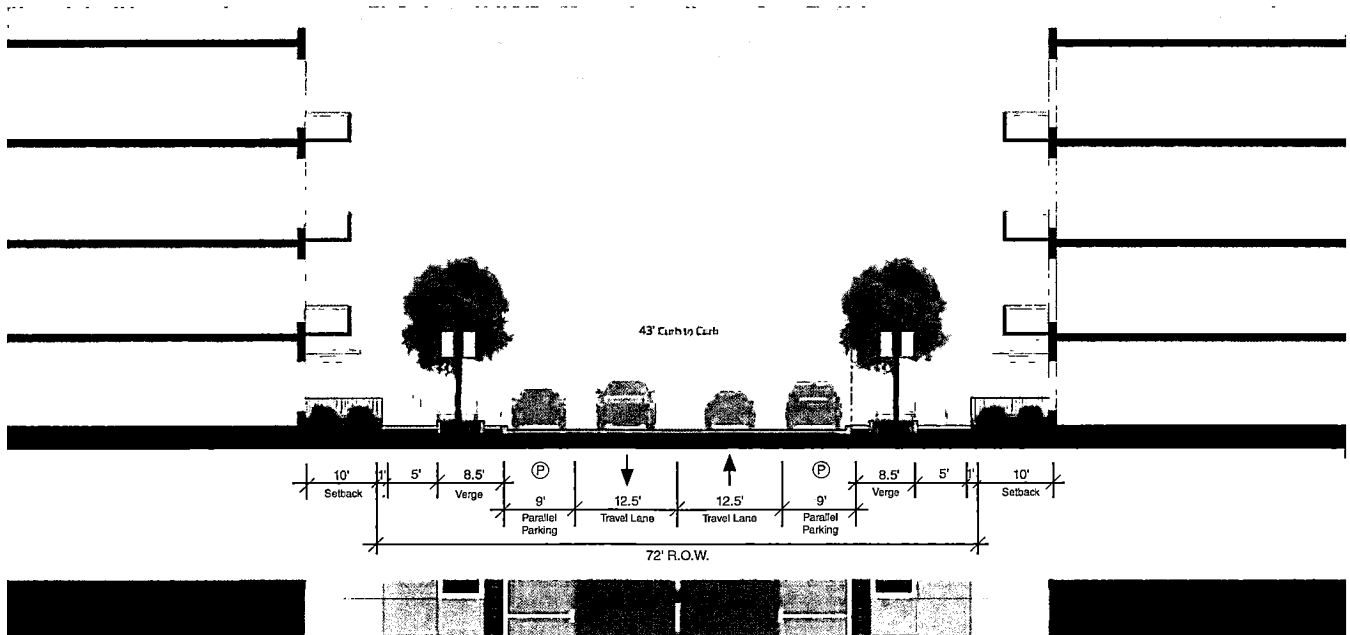 43' Curb to Curb
10' 1' 5' 8.5' P P 8.5' 5' 1' 10'
Setback Verge Verge Setback
9' 12.5' 12.5' 9'
Parallel Parking Travel Lane Travel Lane Parallel Parking
72' R.O.W.